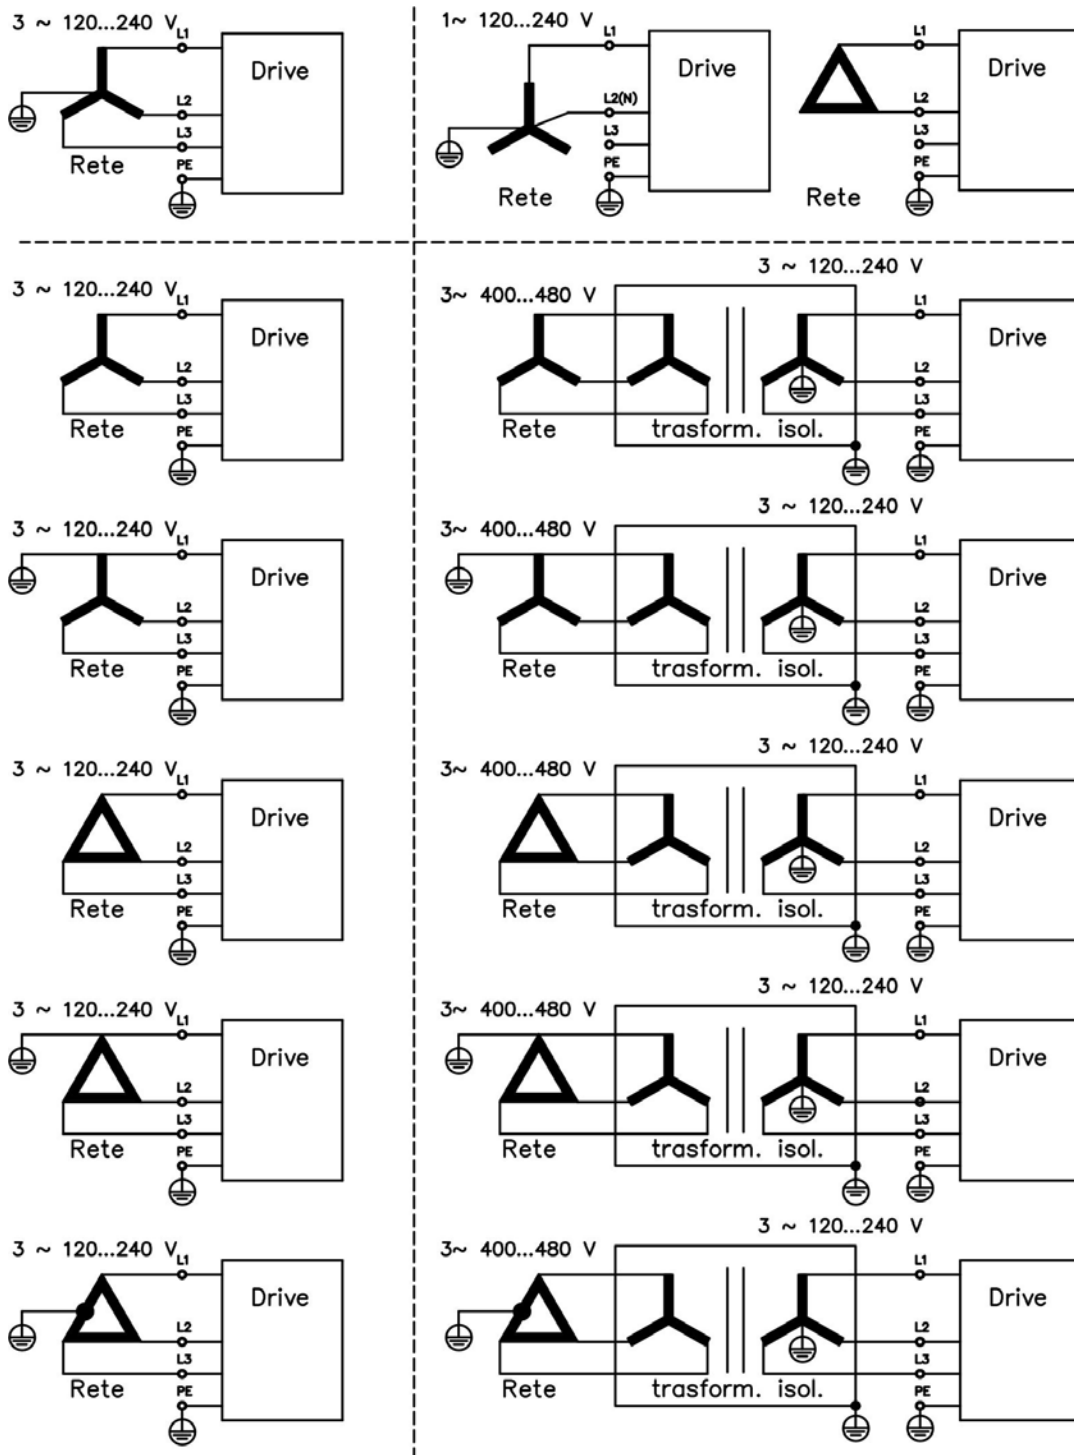 3 ~ 120...240 V
L1
Drive
L2
L3
Rete
PE
1~ 120...240 V
L1
Drive
L2(N)
L3
PE
Rete
L1
Drive
L2
L3
PE
Rete
3 ~ 120...240 V
L1
Drive
L2
L3
Rete
PE
3 ~ 120...240 V
3~ 400...480 V
L1
Drive
L2
L3
Rete
trasform. isol.
PE
3 ~ 120...240 V
L1
Drive
L2
L3
Rete
PE
3 ~ 120...240 V
3~ 400...480 V
L1
Drive
L2
L3
Rete
trasform. isol.
PE
3 ~ 120...240 V
L1
Drive
L2
L3
Rete
PE
3 ~ 120...240 V
3~ 400...480 V
L1
Drive
L2
L3
Rete
trasform. isol.
PE
3 ~ 120...240 V
L1
Drive
L2
L3
Rete
PE
3 ~ 120...240 V
3~ 400...480 V
L1
Drive
L2
L3
Rete
trasform. isol.
PE
3 ~ 120...240 V
L1
Drive
L2
L3
Rete
PE
3 ~ 120...240 V
3~ 400...480 V
L1
Drive
L2
L3
Rete
trasform. isol.
PE